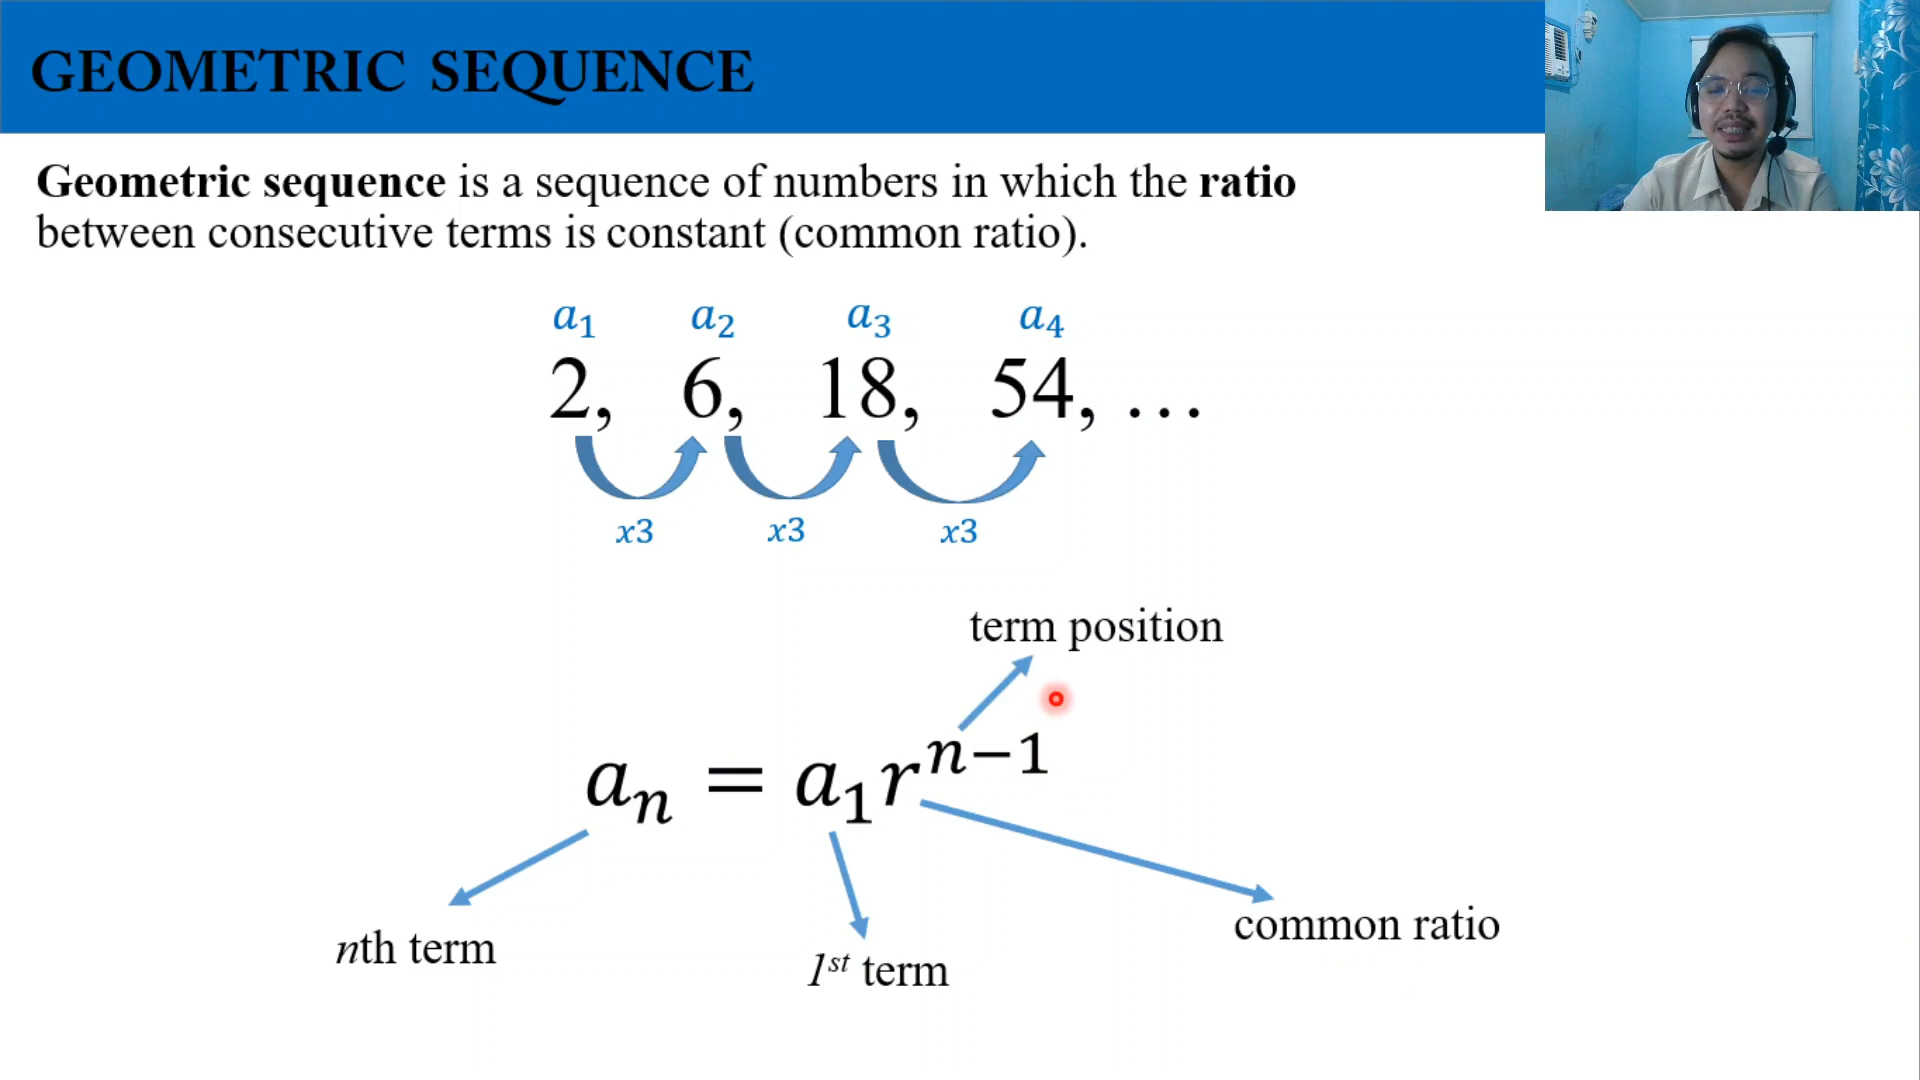 GEOMETRIC SEQUENCE
Geometric sequence is a sequence of numbers in which the ratio
between consecutive terms is constant (common ratio).
a₁ a₂ a₃ a₄
2, 6, 18, 54, …
x3 x3 x3
term position
aₙ = a₁rⁿ⁻¹
common ratio
nth term
1ˢᵗ term